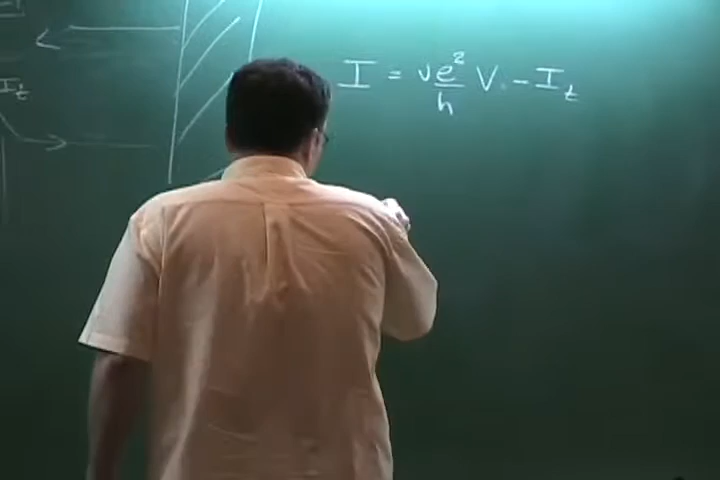 I_t
I = νe²/h V - I_t